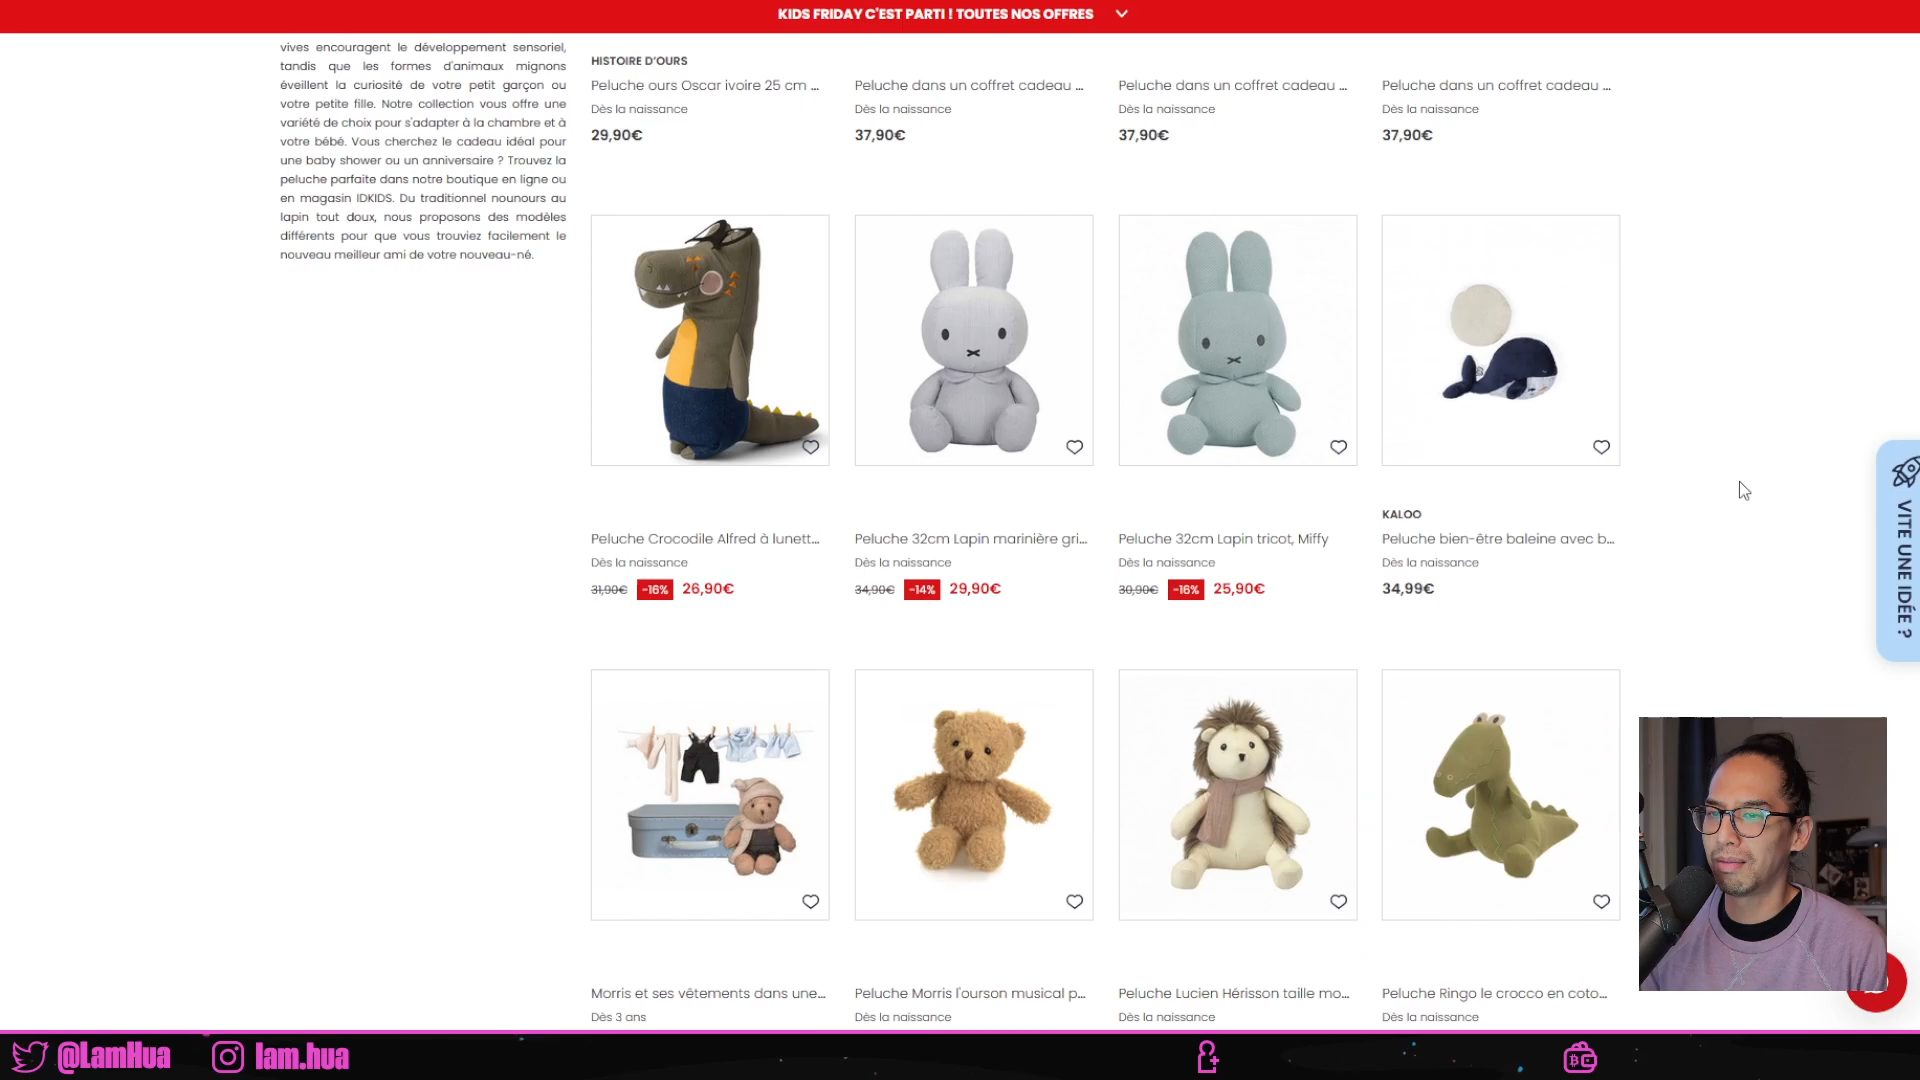 KIDS FRIDAY C'EST PARTI ! TOUTES NOS OFFRES
vives encouragent le développement sensoriel,
tandis que les formes d'animaux mignons
éveillent la curiosité de votre petit garçon ou
votre petite fille. Notre collection vous offre une
variété de choix pour s'adapter à la chambre et à
votre bébé. Vous cherchez le cadeau idéal pour
une baby shower ou un anniversaire ? Trouvez la
peluche parfaite dans notre boutique en ligne ou
en magasin IDKIDS. Du traditionnel nounours au
lapin tout doux, nous proposons des modèles
différents pour que vous trouviez facilement le
nouveau meilleur ami de votre nouveau-né.
HISTOIRE D'OURS
Peluche ours Oscar ivoire 25 cm ...
Dès la naissance
29,90€
Peluche dans un coffret cadeau ...
Dès la naissance
37,90€
Peluche dans un coffret cadeau ...
Dès la naissance
37,90€
Peluche dans un coffret cadeau ...
Dès la naissance
37,90€
Peluche Crocodile Alfred à lunett...
Dès la naissance
31,90€ -16% 26,90€
Peluche 32cm Lapin marinière gri...
Dès la naissance
34,90€ -14% 29,90€
Peluche 32cm Lapin tricot, Miffy
Dès la naissance
30,90€ -16% 25,90€
KALOO
Peluche bien-être baleine avec b...
Dès la naissance
34,99€
VITE UNE IDÉE ?
Morris et ses vêtements dans une...
Dès 3 ans
Peluche Morris l'ourson musical p...
Dès la naissance
Peluche Lucien Hérisson taille mo...
Dès la naissance
Peluche Ringo le crocco en coto...
Dès la naissance
@LamHua
lam.hua